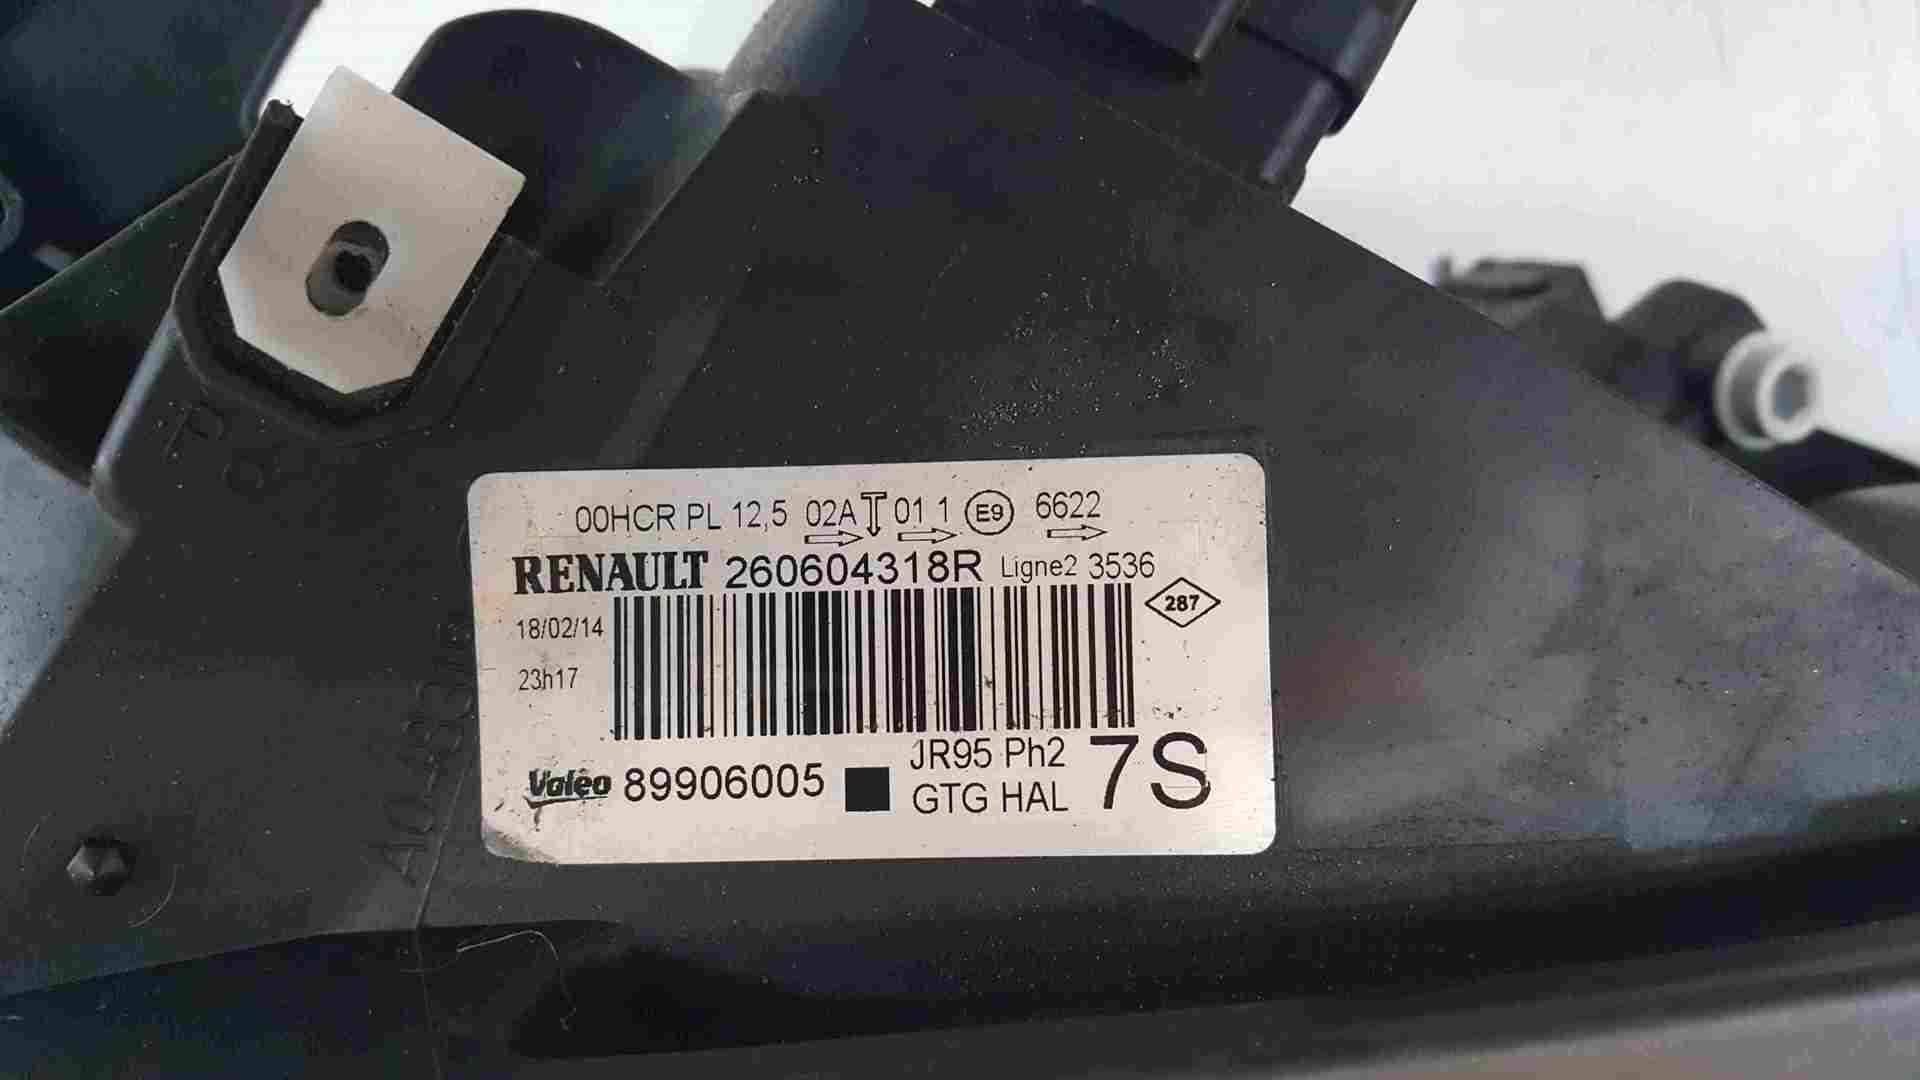 00HCR PL 12,5 02A 01 1 E9 6622
RENAULT 260604318R Ligne2 3536
287
18/02/14
23h17
Valeo 89906005 JR95 Ph2
GTG HAL 7S